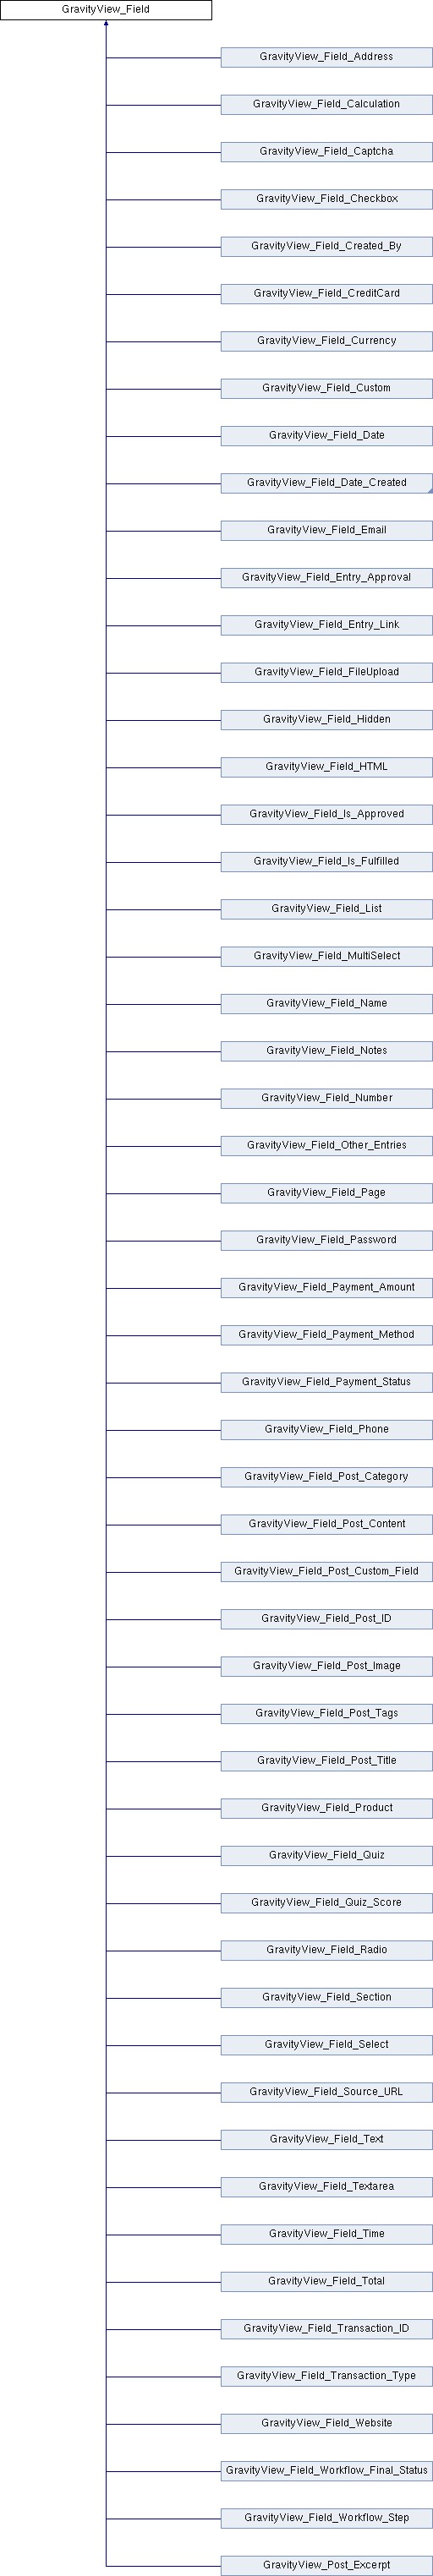 GravityView_Field
GravityView_Field_Address
GravityView_Field_Calculation
GravityView_Field_Captcha
GravityView_Field_Checkbox
GravityView_Field_Created_By
GravityView_Field_CreditCard
GravityView_Field_Currency
GravityView_Field_Custom
GravityView_Field_Date
GravityView_Field_Date_Created
GravityView_Field_Email
GravityView_Field_Entry_Approval
GravityView_Field_Entry_Link
GravityView_Field_FileUpload
GravityView_Field_Hidden
GravityView_Field_HTML
GravityView_Field_Is_Approved
GravityView_Field_Is_Fulfilled
GravityView_Field_List
GravityView_Field_MultiSelect
GravityView_Field_Name
GravityView_Field_Notes
GravityView_Field_Number
GravityView_Field_Other_Entries
GravityView_Field_Page
GravityView_Field_Password
GravityView_Field_Payment_Amount
GravityView_Field_Payment_Method
GravityView_Field_Payment_Status
GravityView_Field_Phone
GravityView_Field_Post_Category
GravityView_Field_Post_Content
GravityView_Field_Post_Custom_Field
GravityView_Field_Post_ID
GravityView_Field_Post_Image
GravityView_Field_Post_Tags
GravityView_Field_Post_Title
GravityView_Field_Product
GravityView_Field_Quiz
GravityView_Field_Quiz_Score
GravityView_Field_Radio
GravityView_Field_Section
GravityView_Field_Select
GravityView_Field_Source_URL
GravityView_Field_Text
GravityView_Field_Textarea
GravityView_Field_Time
GravityView_Field_Total
GravityView_Field_Transaction_ID
GravityView_Field_Transaction_Type
GravityView_Field_Website
GravityView_Field_Workflow_Final_Status
GravityView_Field_Workflow_Step
GravityView_Post_Excerpt